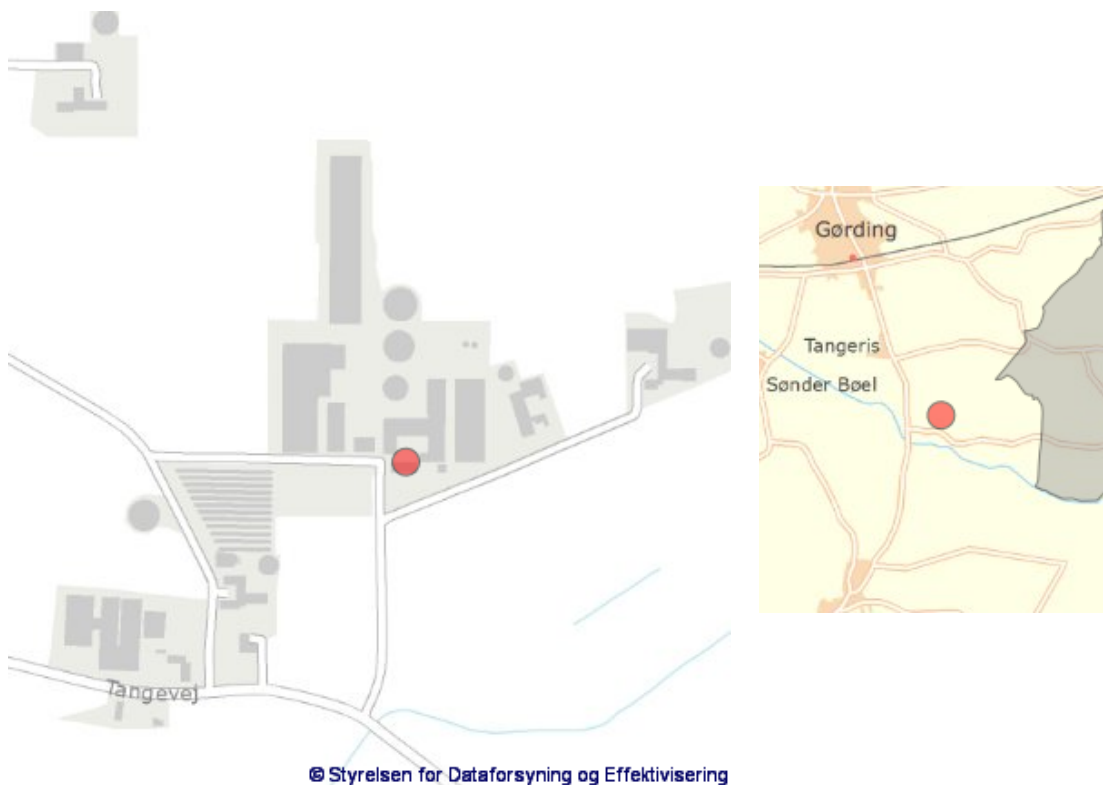 Gørding
Tangeris
Sønder Bøel
Tangevej
© Styrelsen for Dataforsyning og Effektivisering